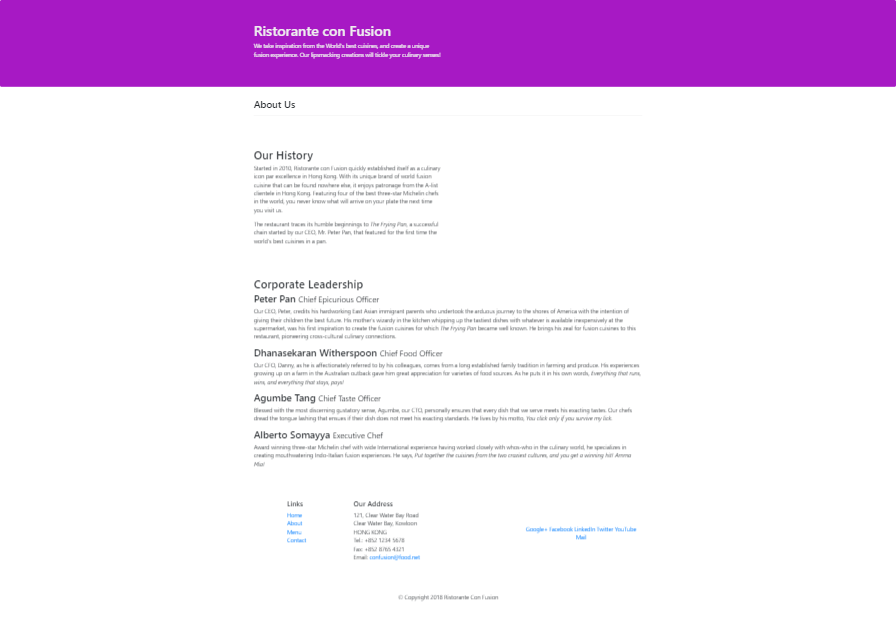 Ristorante con Fusion
We take inspiration from the World's best cuisines, and create a unique
fusion experience. Our lipsmacking creations will tickle your culinary senses!
About Us
Our History
Started in 2010, Ristorante con Fusion quickly established itself as a culinary
icon par excellence in Hong Kong. With its unique brand of world fusion
cuisine that can be found nowhere else, it enjoys patronage from the A-list
clientele in Hong Kong. Featuring four of the best three-star Michelin chefs
in the world, you never know what will arrive on your plate the next time
you visit us.
The restaurant traces its humble beginnings to The Frying Pan, a successful
chain started by our CEO, Mr. Peter Pan, that featured for the first time the
world's best cuisines in a pan.
Corporate Leadership
Peter Pan Chief Epicurious Officer
Our CEO, Peter, credits his hardworking East Asian immigrant parents who undertook the arduous journey to the shores of America with the intention of
giving their children the best future. His mother's wizardy in the kitchen whipping up the tastiest dishes with whatever is available inexpensively at the
supermarket, was his first inspiration to create the fusion cuisines for which The Frying Pan became well known. He brings his zeal for fusion cuisines to this
restaurant, pioneering cross-cultural culinary connections.
Dhanasekaran Witherspoon Chief Food Officer
Our CFO, Danny, as he is affectionately referred to by his colleagues, comes from a long established family tradition in farming and produce. His experiences
growing up on a farm in the Australian outback gave him great appreciation for varieties of food sources. As he puts it in his own words, Everything that runs,
wins, and everything that stays, pays!
Agumbe Tang Chief Taste Officer
Blessed with the most discerning gustatory sense, Agumbe, our CTO, personally ensures that every dish that we serve meets his exacting tastes. Our chefs
dread the tongue lashing that ensues if their dish does not meet his exacting standards. He lives by his motto, You click only if you survive my lick.
Alberto Somayya Executive Chef
Award winning three-star Michelin chef with wide International experience having worked closely with whos-who in the culinary world, he specializes in
creating mouthwatering Indo-Italian fusion experiences. He says, Put together the cuisines from the two craziest cultures, and you get a winning hit! Amma
Mia!
Links
Home
About
Menu
Contact
Our Address
121, Clear Water Bay Road
Clear Water Bay, Kowloon
HONG KONG
Tel.: +852 1234 5678
Fax: +852 8765 4321
Email: confusion@food.net
Google+ Facebook LinkedIn Twitter YouTube
Mail
© Copyright 2018 Ristorante Con Fusion